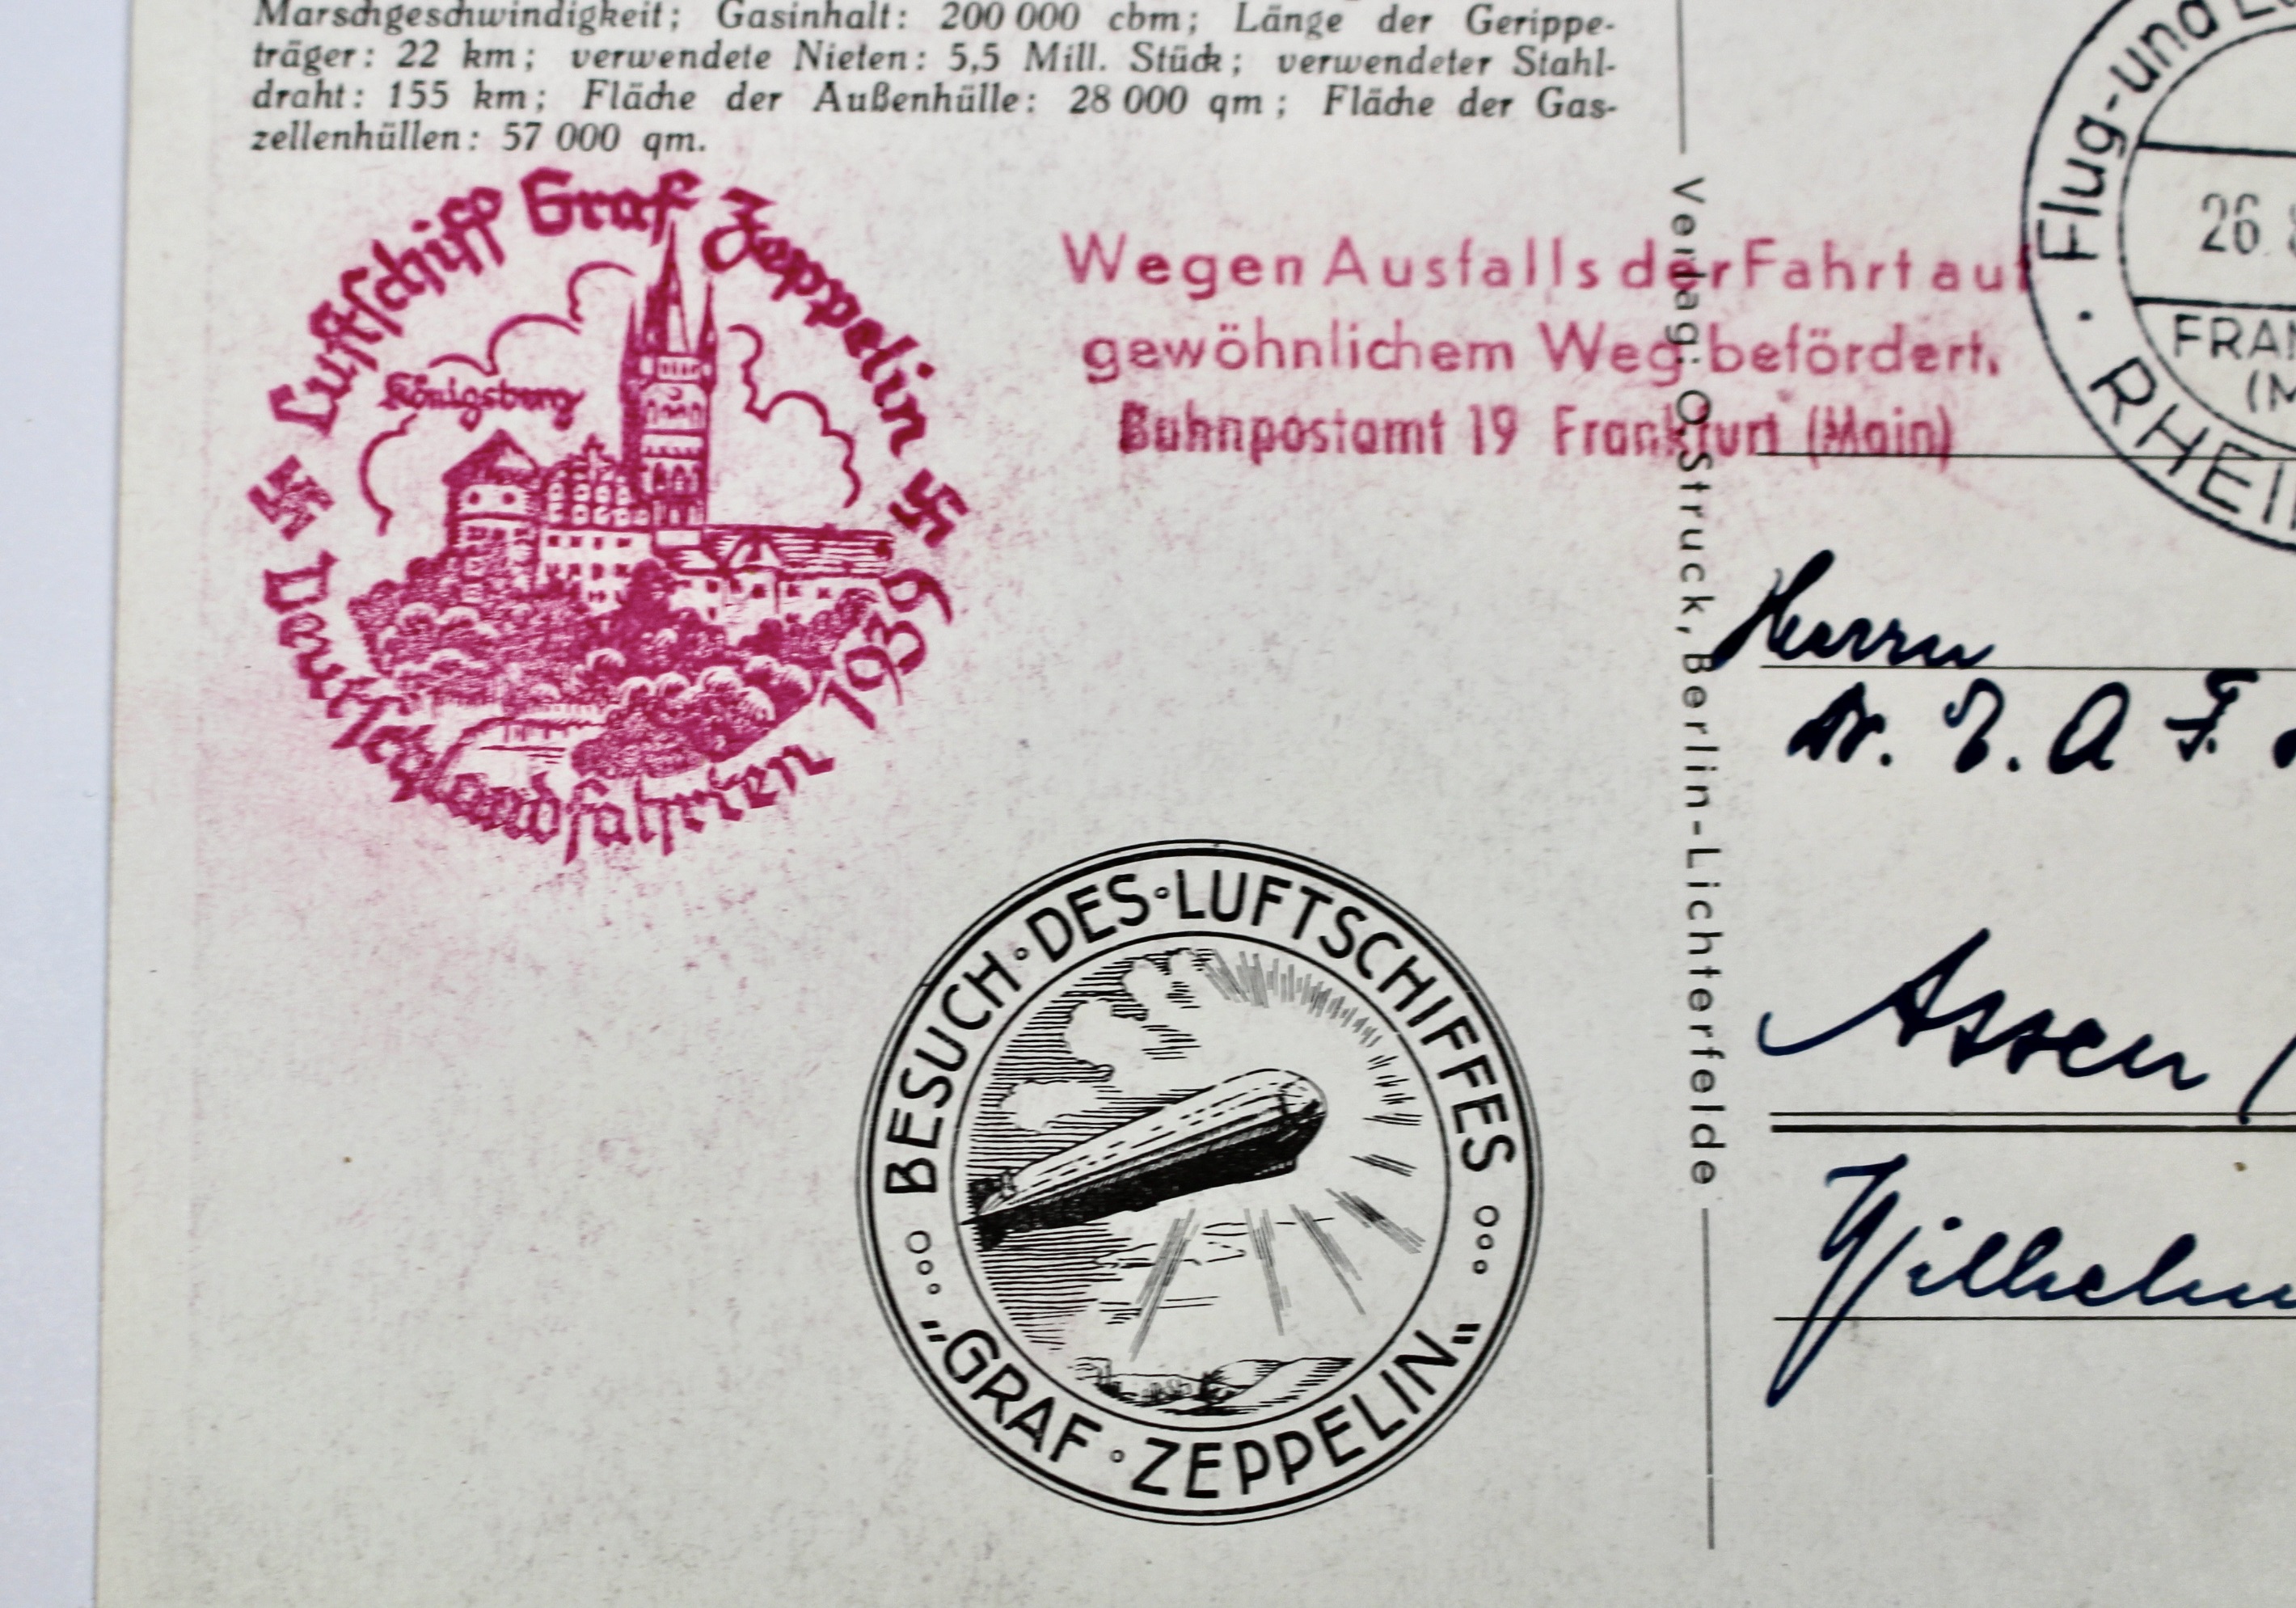 Marschgeschwindigkeit; Gasinhalt: 200 000 cbm; Länge der Gerippe-
träger: 22 km; verwendete Nieten: 5,5 Mill. Stück; verwendeter Stahl-
draht: 155 km; Fläche der Außenhülle: 28 000 qm; Fläche der Gas-
zellenhüllen: 57 000 qm.
Luftschiff Graf Zeppelin
Königsberg
Deutschlandfahrten 1939
Wegen Ausfalls der Fahrt auf
gewöhnlichem Weg befördert.
Bahnpostamt 19 Frankfurt (Main)
Verlag: O. Struck, Berlin-Lichterfelde
Flug-und
26.
FRAN
(M
RHEI
Herrn
Dr.
Assen
Wilhelm
BESUCH · DES · LUFTSCHIFFES
„GRAF · ZEPPELIN“